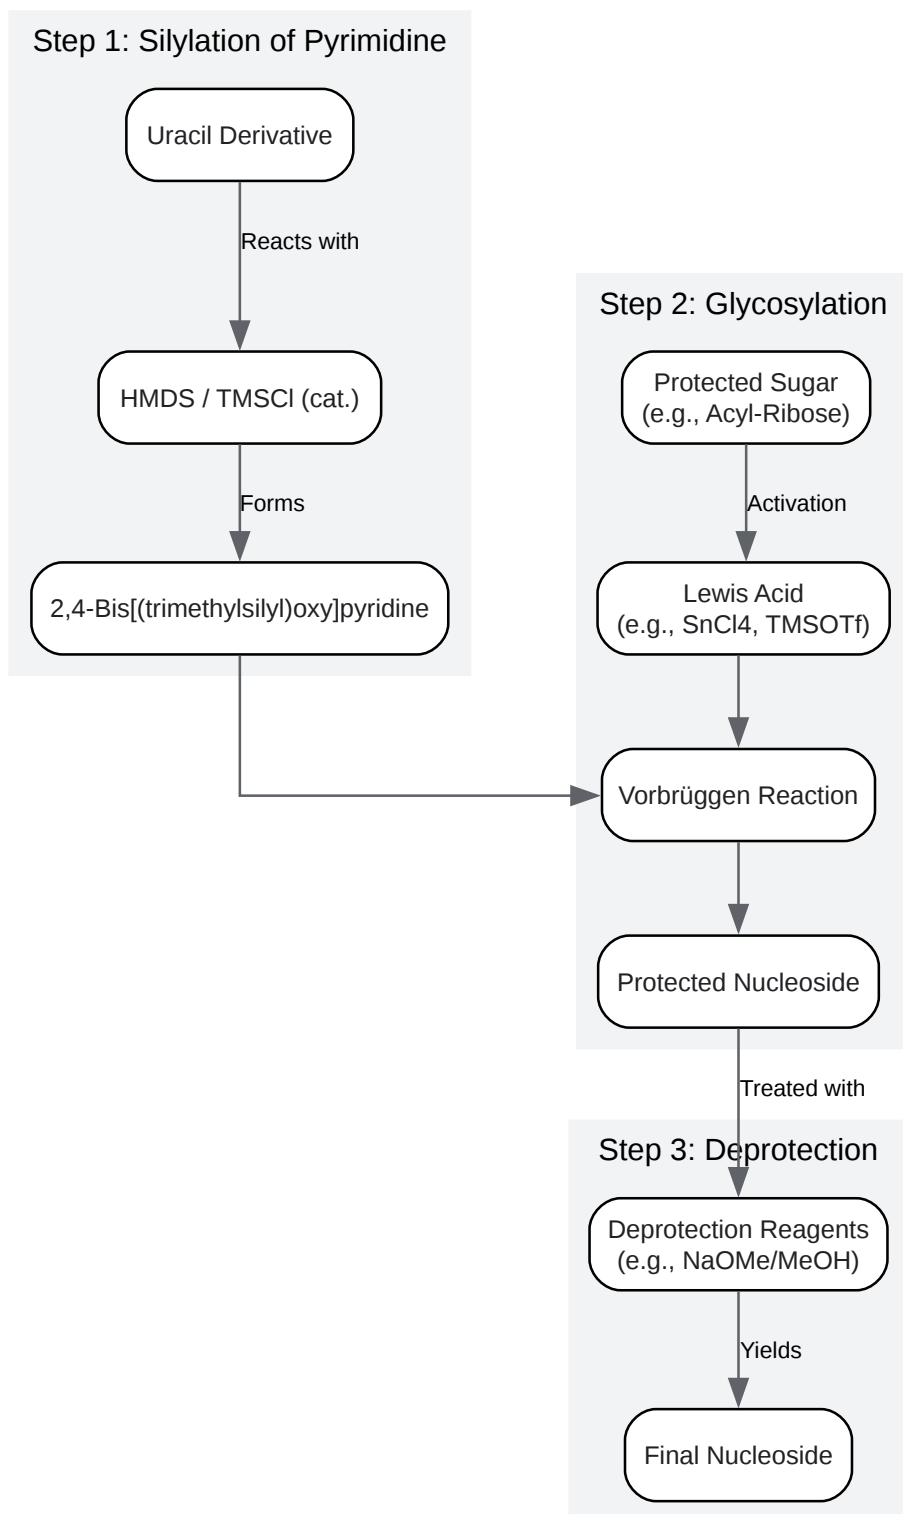 Step 1: Silylation of Pyrimidine
Uracil Derivative
Reacts with
HMDS / TMSCl (cat.)
Forms
2,4-Bis[(trimethylsilyl)oxy]pyridine
Step 2: Glycosylation
Protected Sugar
(e.g., Acyl-Ribose)
Activation
Lewis Acid
(e.g., SnCl4, TMSOTf)
Vorbrüggen Reaction
Protected Nucleoside
Treated with
Step 3: Deprotection
Deprotection Reagents
(e.g., NaOMe/MeOH)
Yields
Final Nucleoside